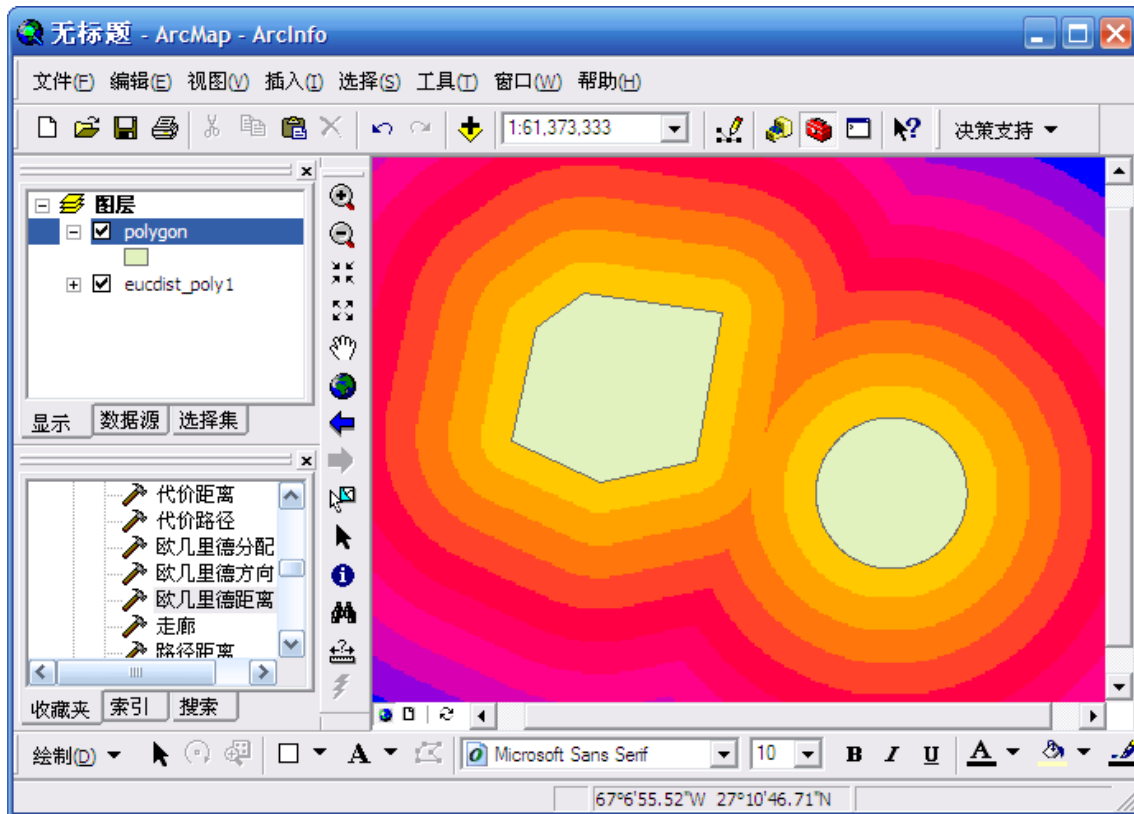 无标题 - ArcMap - ArcInfo
文件(F) 编辑(E) 视图(V) 插入(I) 选择(S) 工具(T) 窗口(W) 帮助(H)
1:61,373,333 决策支持
图层
polygon
eucdist_poly1
显示 数据源 选择集
代价距离
代价路径
欧几里德分配
欧几里德方向
欧几里德距离
走廊
路径距离
收藏夹 索引 搜索
绘制(D) A Microsoft Sans Serif 10 B I U A
67°6'55.52"W 27°10'46.71"N